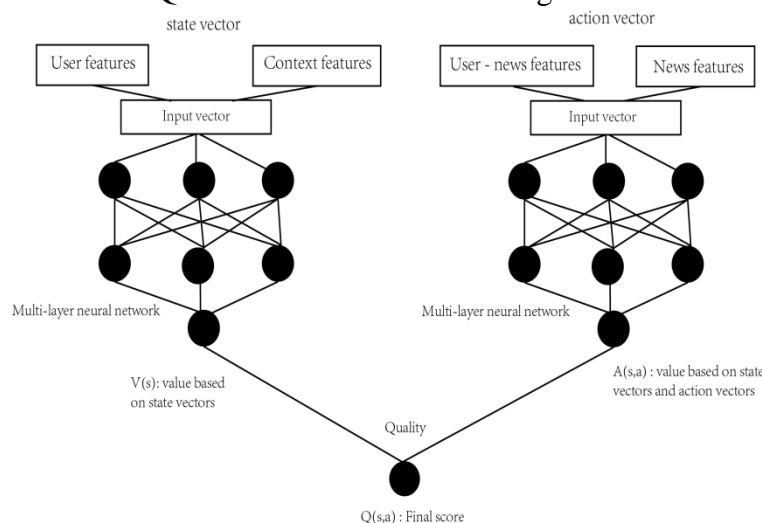 state vector
action vector
User features
Context features
User - news features
News features
Input vector
Input vector
Multi-layer neural network
Multi-layer neural network
V(s): value based
on state vectors
A(s,a) : value based on state
vectors and action vectors
Quality
Q(s,a) : Final score